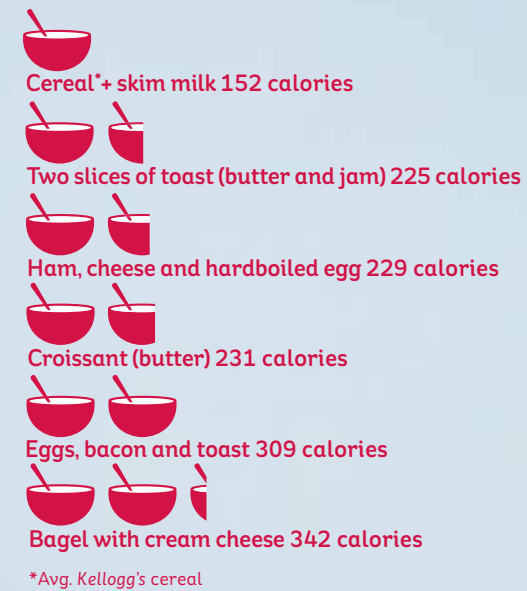 Cereal*+ skim milk 152 calories
Two slices of toast (butter and jam) 225 calories
Ham, cheese and hardboiled egg 229 calories
Croissant (butter) 231 calories
Eggs, bacon and toast 309 calories
Bagel with cream cheese 342 calories
*Avg. Kellogg's cereal